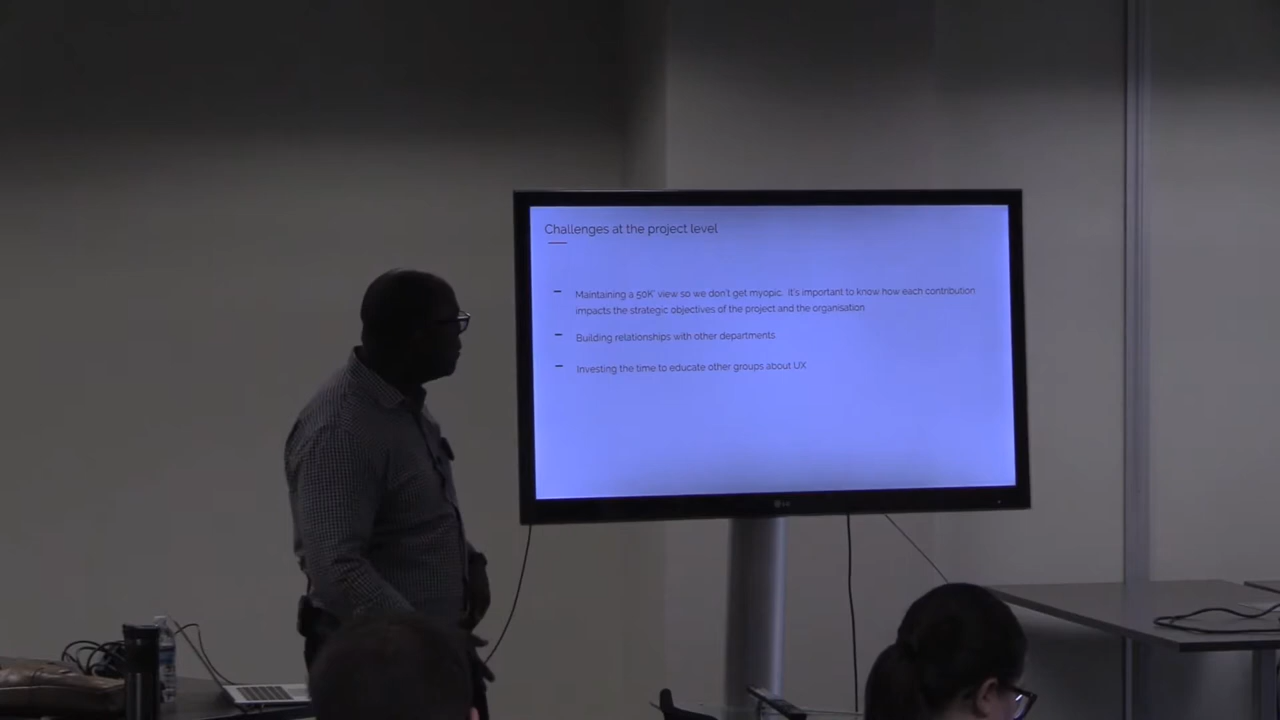 Challenges at the project level
Maintaining a 50K' view so we don't get myopic. It's important to know how each contribution
impacts the strategic objectives of the project and the organisation
Building relationships with other departments
Investing the time to educate other groups about UX
LG